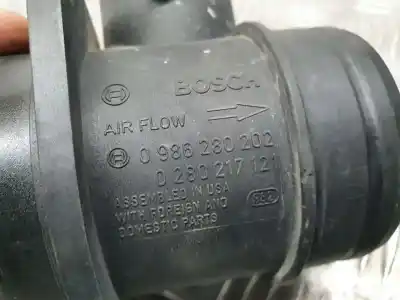 BOSCH
AIR FLOW
0 986 280 202
0 280 217 121
ASSEMBLED IN USA
WITH FOREIGN AND
DOMESTIC PARTS